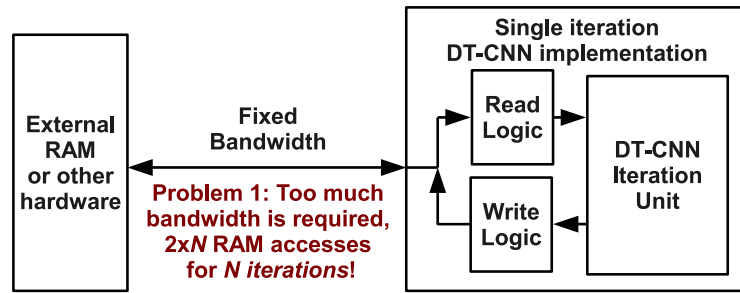 Single iteration
DT-CNN implementation
External
RAM
or other
hardware
Fixed
Bandwidth
Problem 1: Too much
bandwidth is required,
2xN RAM accesses
for N iterations!
Read
Logic
Write
Logic
DT-CNN
Iteration
Unit